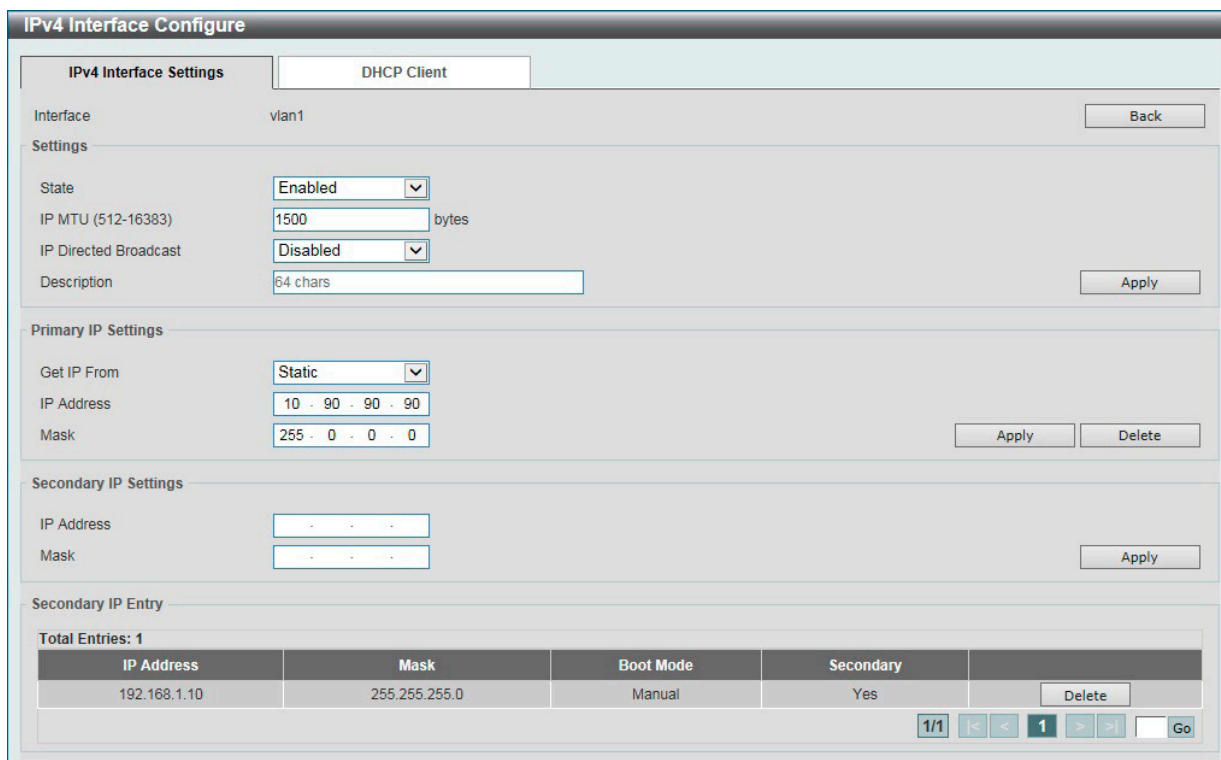 IPv4 Interface Configure
IPv4 Interface Settings DHCP Client
Interface vlan1 Back
Settings
State Enabled
IP MTU (512-16383) 1500 bytes
IP Directed Broadcast Disabled
Description 64 chars Apply
Primary IP Settings
Get IP From Static
IP Address 10 . 90 . 90 . 90
Mask 255 . 0 . 0 . 0 Apply Delete
Secondary IP Settings
IP Address . . .
Mask . . . Apply
Secondary IP Entry
Total Entries: 1
IP Address Mask Boot Mode Secondary
192.168.1.10 255.255.255.0 Manual Yes Delete
1/1 |< < 1 > >| Go